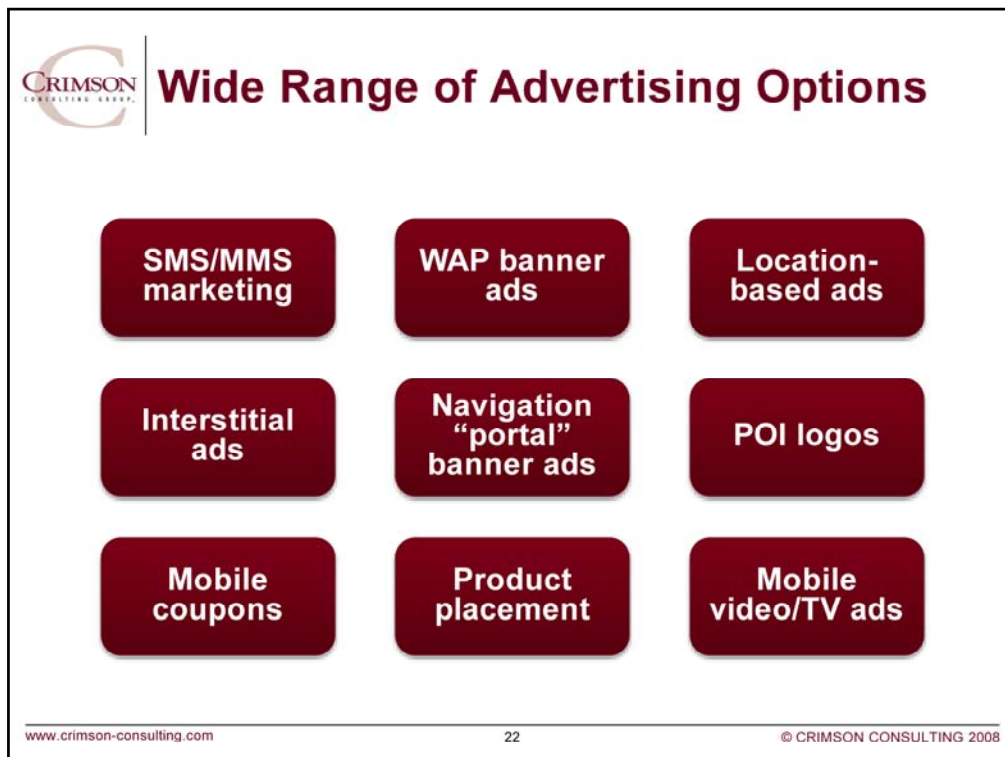 CRIMSON
CONSULTING GROUP
Wide Range of Advertising Options
SMS/MMS
marketing
WAP banner
ads
Location-
based ads
Interstitial
ads
Navigation
“portal”
banner ads
POI logos
Mobile
coupons
Product
placement
Mobile
video/TV ads
www.crimson-consulting.com
22
© CRIMSON CONSULTING 2008